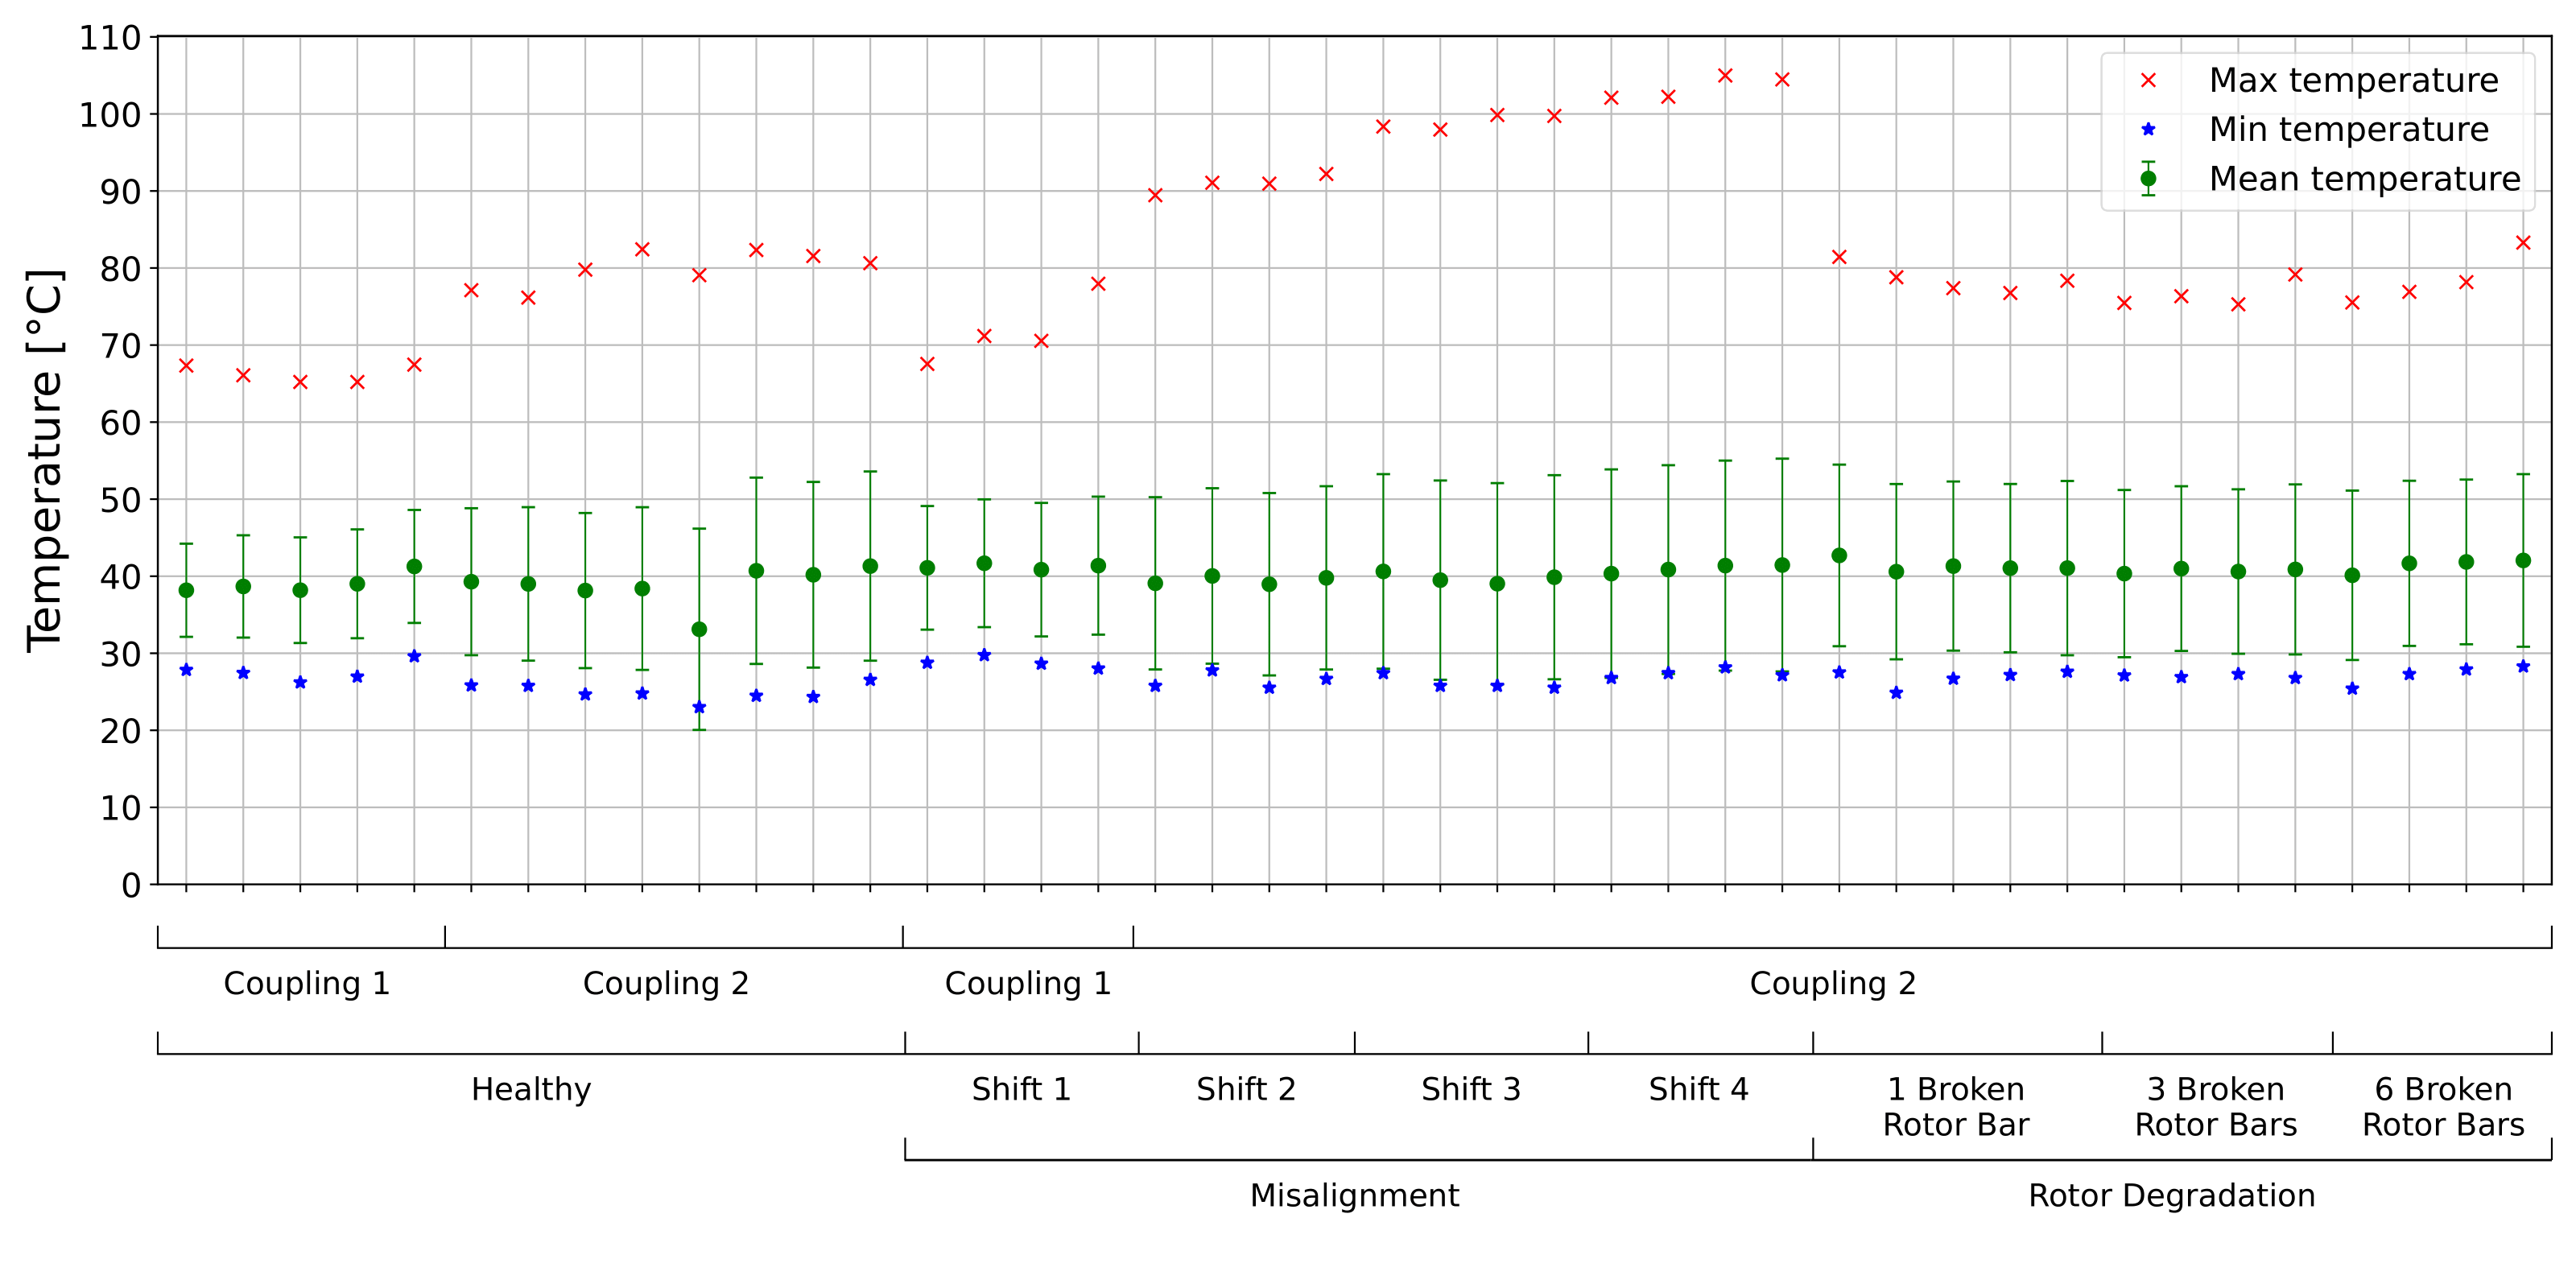 Temperature [°C]
110
100
90
80
70
60
50
40
30
20
10
0
Max temperature
Min temperature
Mean temperature
Coupling 1 Coupling 2 Coupling 1 Coupling 2
Healthy Shift 1 Shift 2 Shift 3 Shift 4 1 Broken 3 Broken 6 Broken
Rotor Bar Rotor Bars Rotor Bars
Misalignment Rotor Degradation